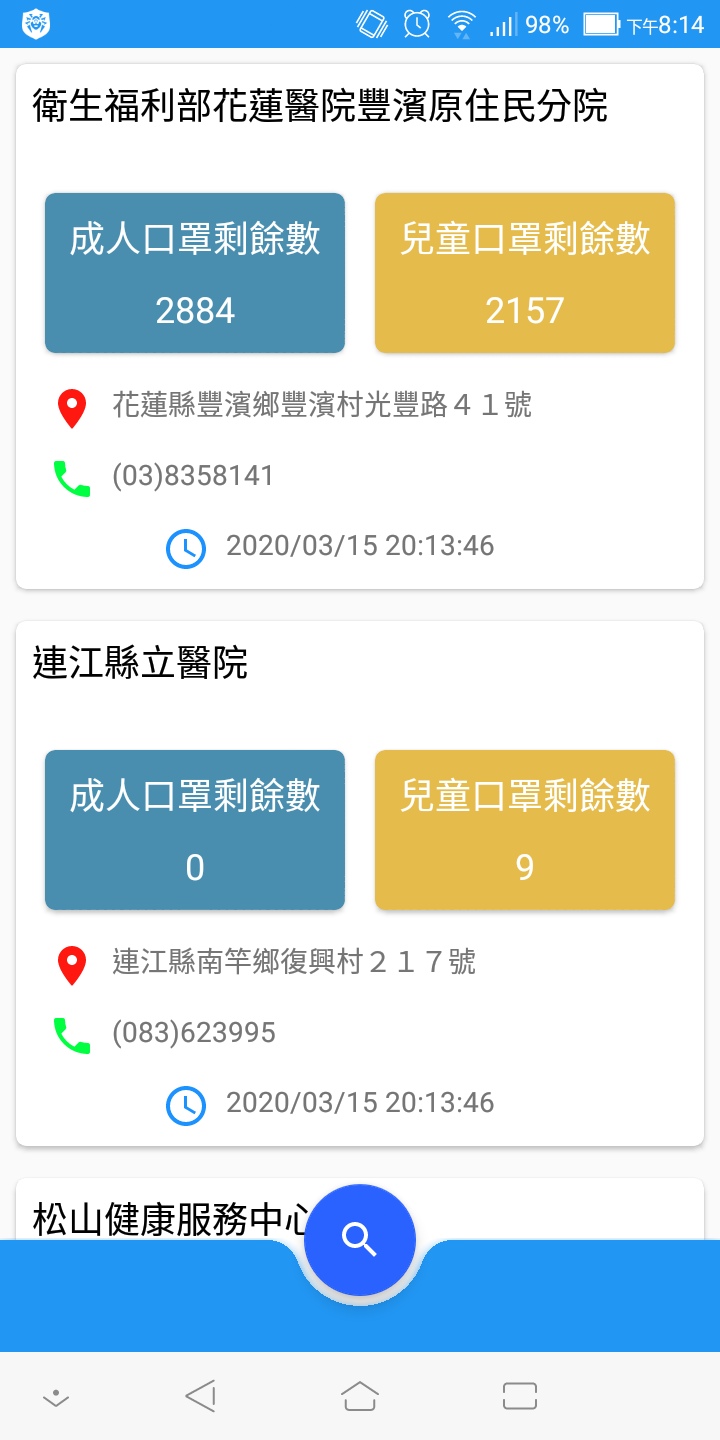 98% 下午8:14
衛生福利部花蓮醫院豐濱原住民分院
成人口罩剩餘數 兒童口罩剩餘數
2884 2157
花蓮縣豐濱鄉豐濱村光豐路４１號
(03)8358141
2020/03/15 20:13:46
連江縣立醫院
成人口罩剩餘數 兒童口罩剩餘數
0 9
連江縣南竿鄉復興村２１７號
(083)623995
2020/03/15 20:13:46
松山健康服務中心